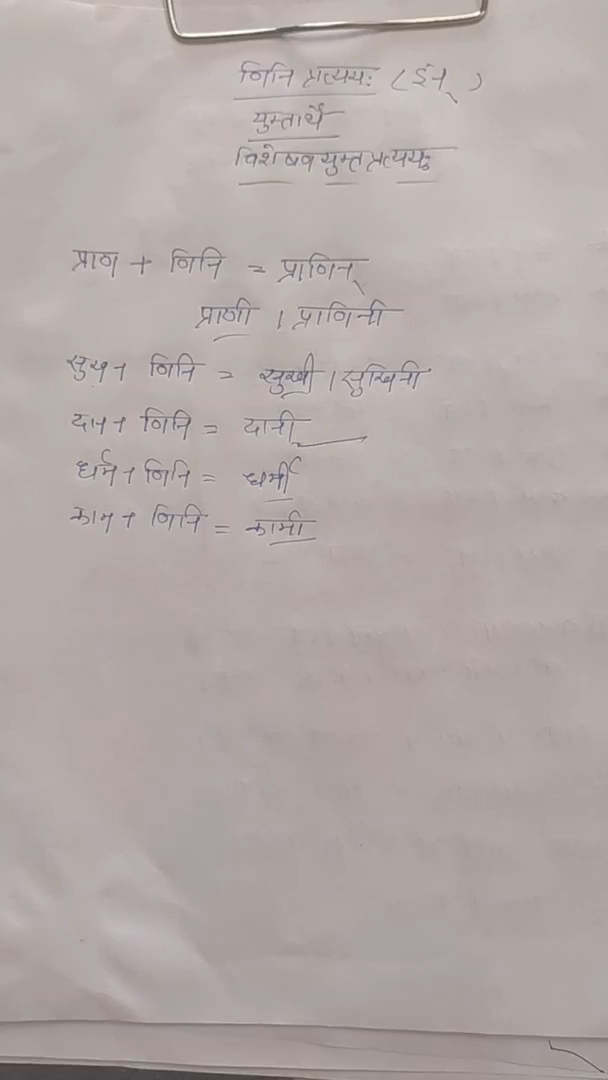 णिनि प्रत्ययः (इन्)
युक्तार्थे
विशेषवयुक्तप्रत्ययः
प्राण + णिनि = प्राणिन्
प्राणी । प्राणिनी
सुख + णिनि = सुखी । सुखिनी
दान + णिनि = दानी
धर्म + णिनि = धर्मी
काम + णिनि = कामी